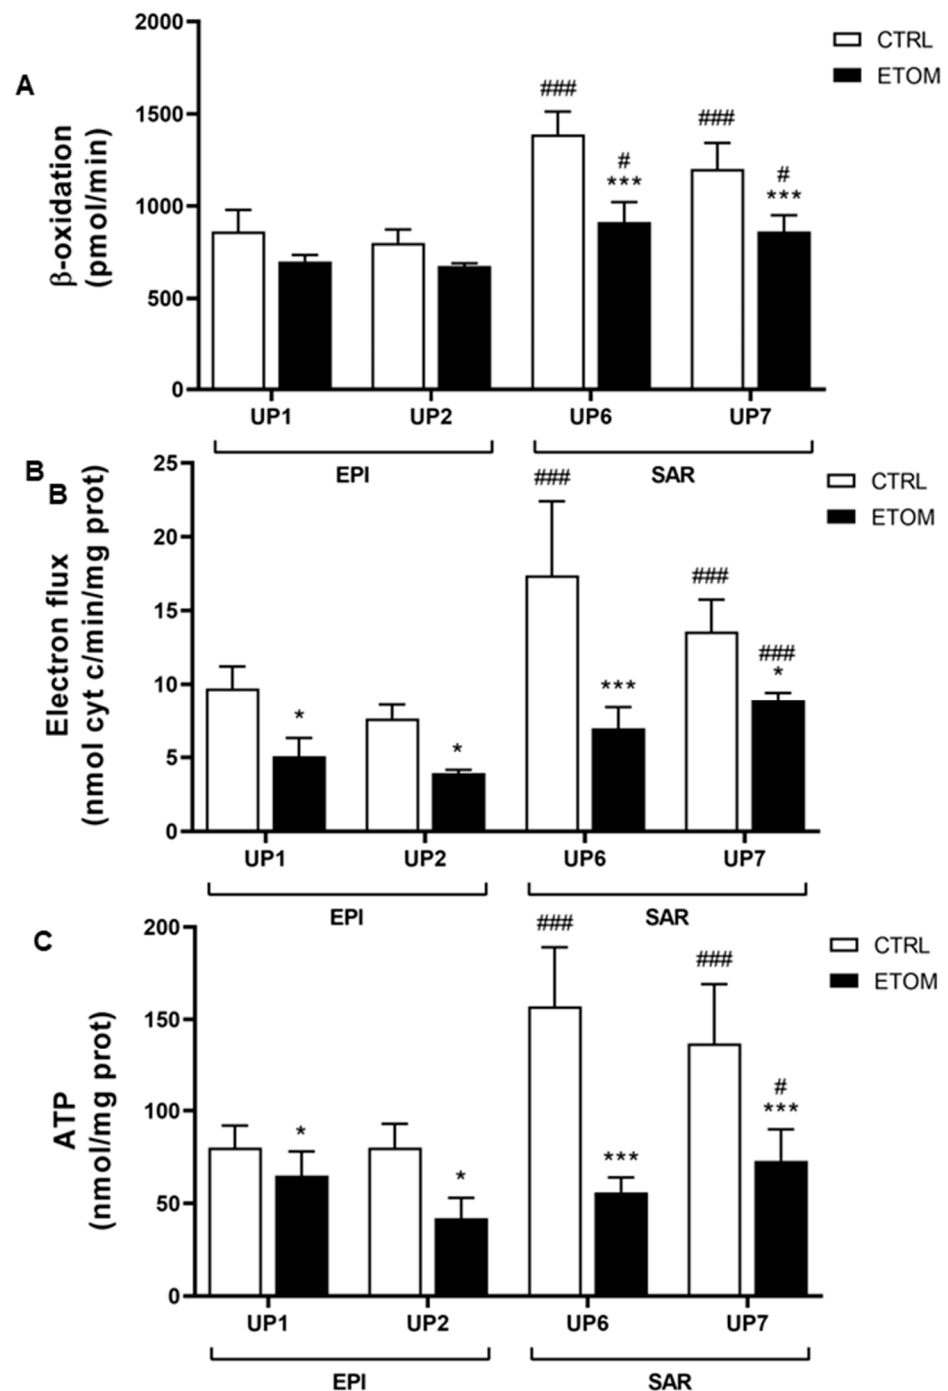 A
β-oxidation
(pmol/min)
2000
1500
1000
500
0
###
#
***
###
#
***
CTRL
ETOM
UP1 UP2 UP6 UP7
EPI SAR
B
B
Electron flux
(nmol cyt c/min/mg prot)
25
20
15
10
5
0
*
*
###
***
###
###
*
CTRL
ETOM
UP1 UP2 UP6 UP7
EPI SAR
C
ATP
(nmol/mg prot)
200
150
100
50
0
*
*
###
***
###
#
***
CTRL
ETOM
UP1 UP2 UP6 UP7
EPI SAR